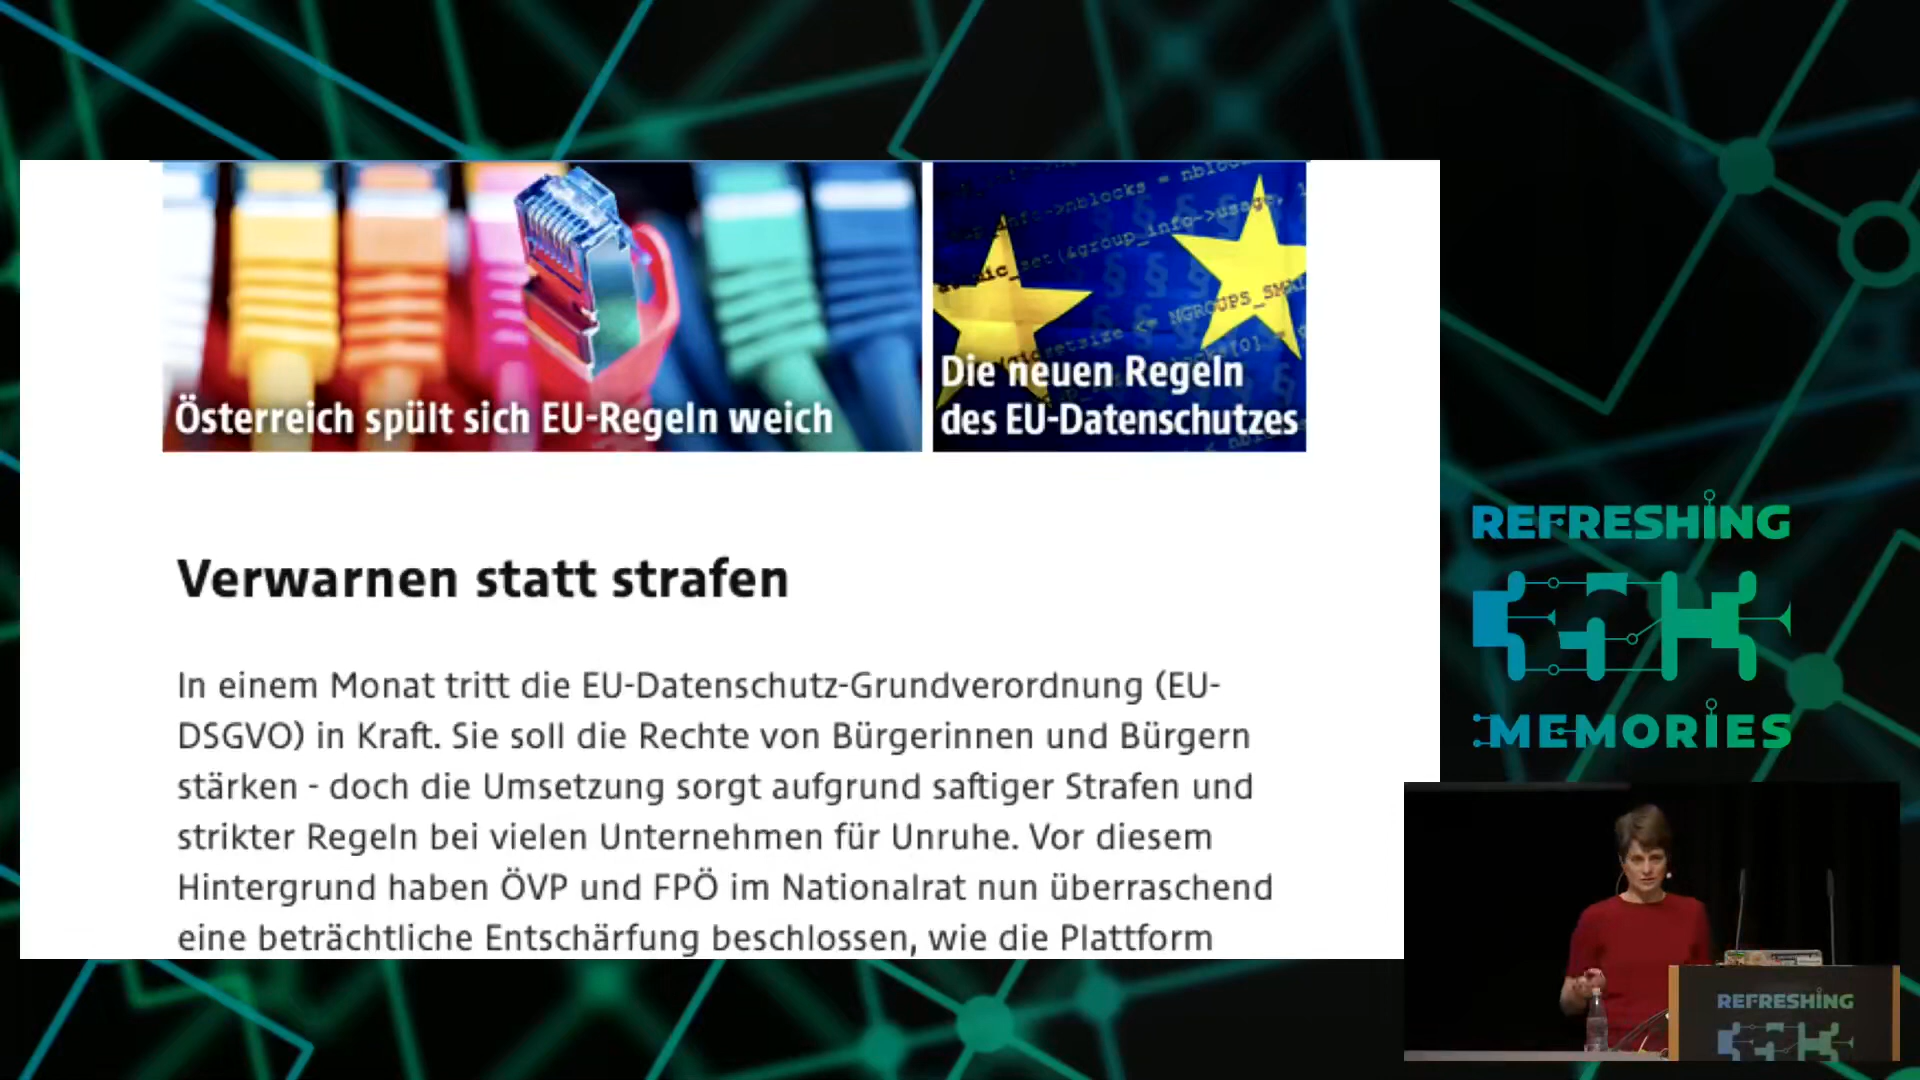 Österreich spült sich EU-Regeln weich
Die neuen Regeln
des EU-Datenschutzes
Verwarnen statt strafen
In einem Monat tritt die EU-Datenschutz-Grundverordnung (EU-
DSGVO) in Kraft. Sie soll die Rechte von Bürgerinnen und Bürgern
stärken - doch die Umsetzung sorgt aufgrund saftiger Strafen und
strikter Regeln bei vielen Unternehmen für Unruhe. Vor diesem
Hintergrund haben ÖVP und FPÖ im Nationalrat nun überraschend
eine beträchtliche Entschärfung beschlossen, wie die Plattform
REFRESHING
MEMORIES
REFRESHING